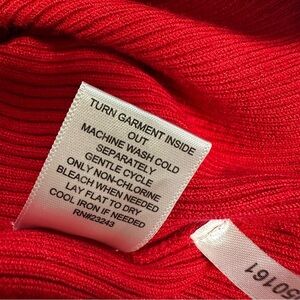 TURN GARMENT INSIDE
OUT
MACHINE WASH COLD
SEPARATELY
GENTLE CYCLE
ONLY NON-CHLORINE
BLEACH WHEN NEEDED
LAY FLAT TO DRY
COOL IRON IF NEEDED
RN#23243